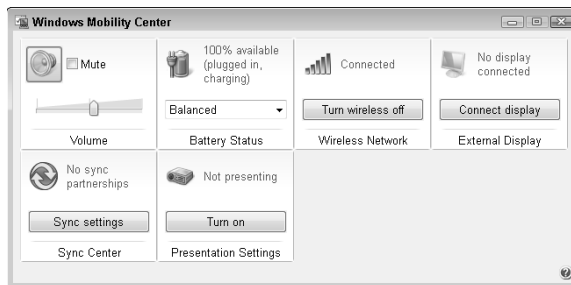 Windows Mobility Center
Mute
Volume
100% available
(plugged in,
charging)
Balanced
Battery Status
Connected
Turn wireless off
Wireless Network
No display
connected
Connect display
External Display
No sync
partnerships
Sync settings
Sync Center
Not presenting
Turn on
Presentation Settings